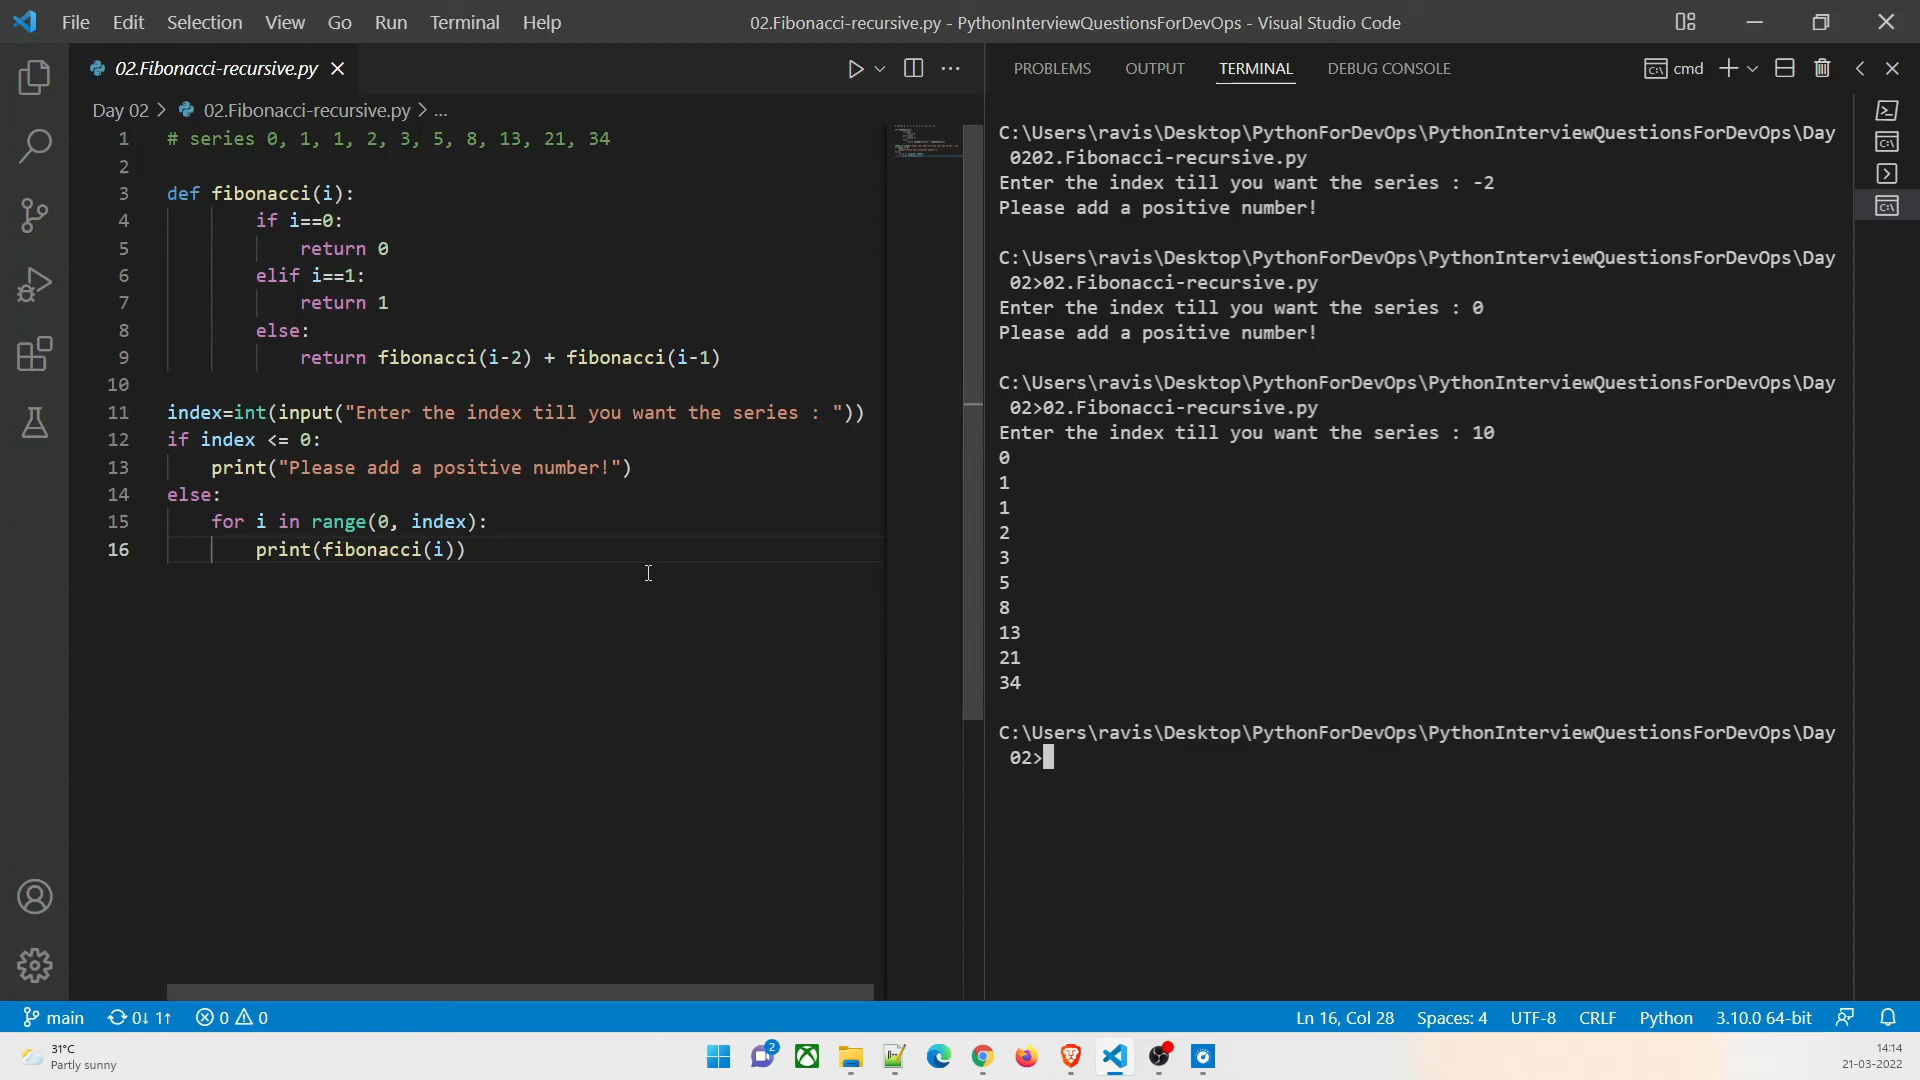 File Edit Selection View Go Run Terminal Help
02.Fibonacci-recursive.py - PythonInterviewQuestionsForDevOps - Visual Studio Code
02.Fibonacci-recursive.py
Day 02 > 02.Fibonacci-recursive.py > ...
1 # series 0, 1, 1, 2, 3, 5, 8, 13, 21, 34
2
3 def fibonacci(i):
4 if i==0:
5 return 0
6 elif i==1:
7 return 1
8 else:
9 return fibonacci(i-2) + fibonacci(i-1)
10
11 index=int(input("Enter the index till you want the series : "))
12 if index <= 0:
13 print("Please add a positive number!")
14 else:
15 for i in range(0, index):
16 print(fibonacci(i))
PROBLEMS OUTPUT TERMINAL DEBUG CONSOLE
cmd
C:\Users\ravis\Desktop\PythonForDevOps\PythonInterviewQuestionsForDevOps\Day
0202.Fibonacci-recursive.py
Enter the index till you want the series : -2
Please add a positive number!
C:\Users\ravis\Desktop\PythonForDevOps\PythonInterviewQuestionsForDevOps\Day
02>02.Fibonacci-recursive.py
Enter the index till you want the series : 0
Please add a positive number!
C:\Users\ravis\Desktop\PythonForDevOps\PythonInterviewQuestionsForDevOps\Day
02>02.Fibonacci-recursive.py
Enter the index till you want the series : 10
0
1
1
2
3
5
8
13
21
34
C:\Users\ravis\Desktop\PythonForDevOps\PythonInterviewQuestionsForDevOps\Day
02>
main 0↓ 1↑ 0 0
Ln 16, Col 28 Spaces: 4 UTF-8 CRLF Python 3.10.0 64-bit
31°C
Partly sunny
2
14:14
21-03-2022